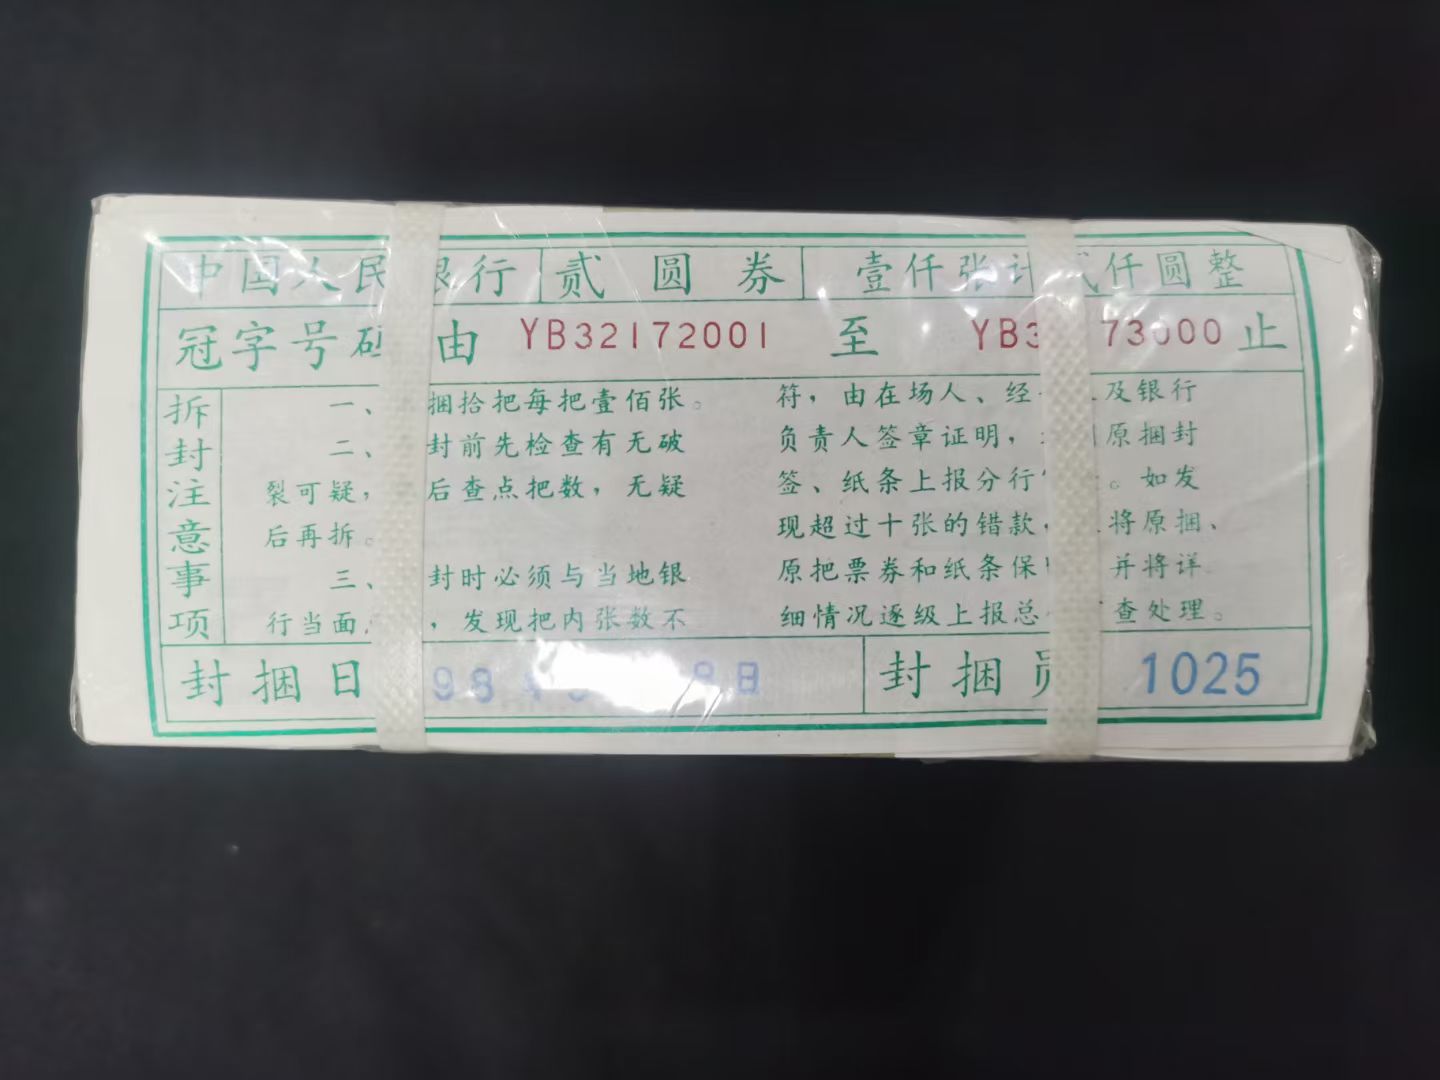 中国人民银行 贰圆券 壹仟张计贰仟圆整
冠字号码 由 YB32172001 至 YB3 73000 止
拆封注意事项
一、 捆拾把每把壹佰张。
二、 封前先检查有无破
裂可疑, 后查点把数，无疑
后再拆。
三、 封时必须与当地银
行当面 ，发现把内张数不
符，由在场人、经 及银行
负责人签章证明, 原捆封
签、纸条上报分行 。如发
现超过十张的错款, 将原捆、
原把票券和纸条保 并将详
细情况逐级上报总 查处理。
封捆日 98 封捆员 1025